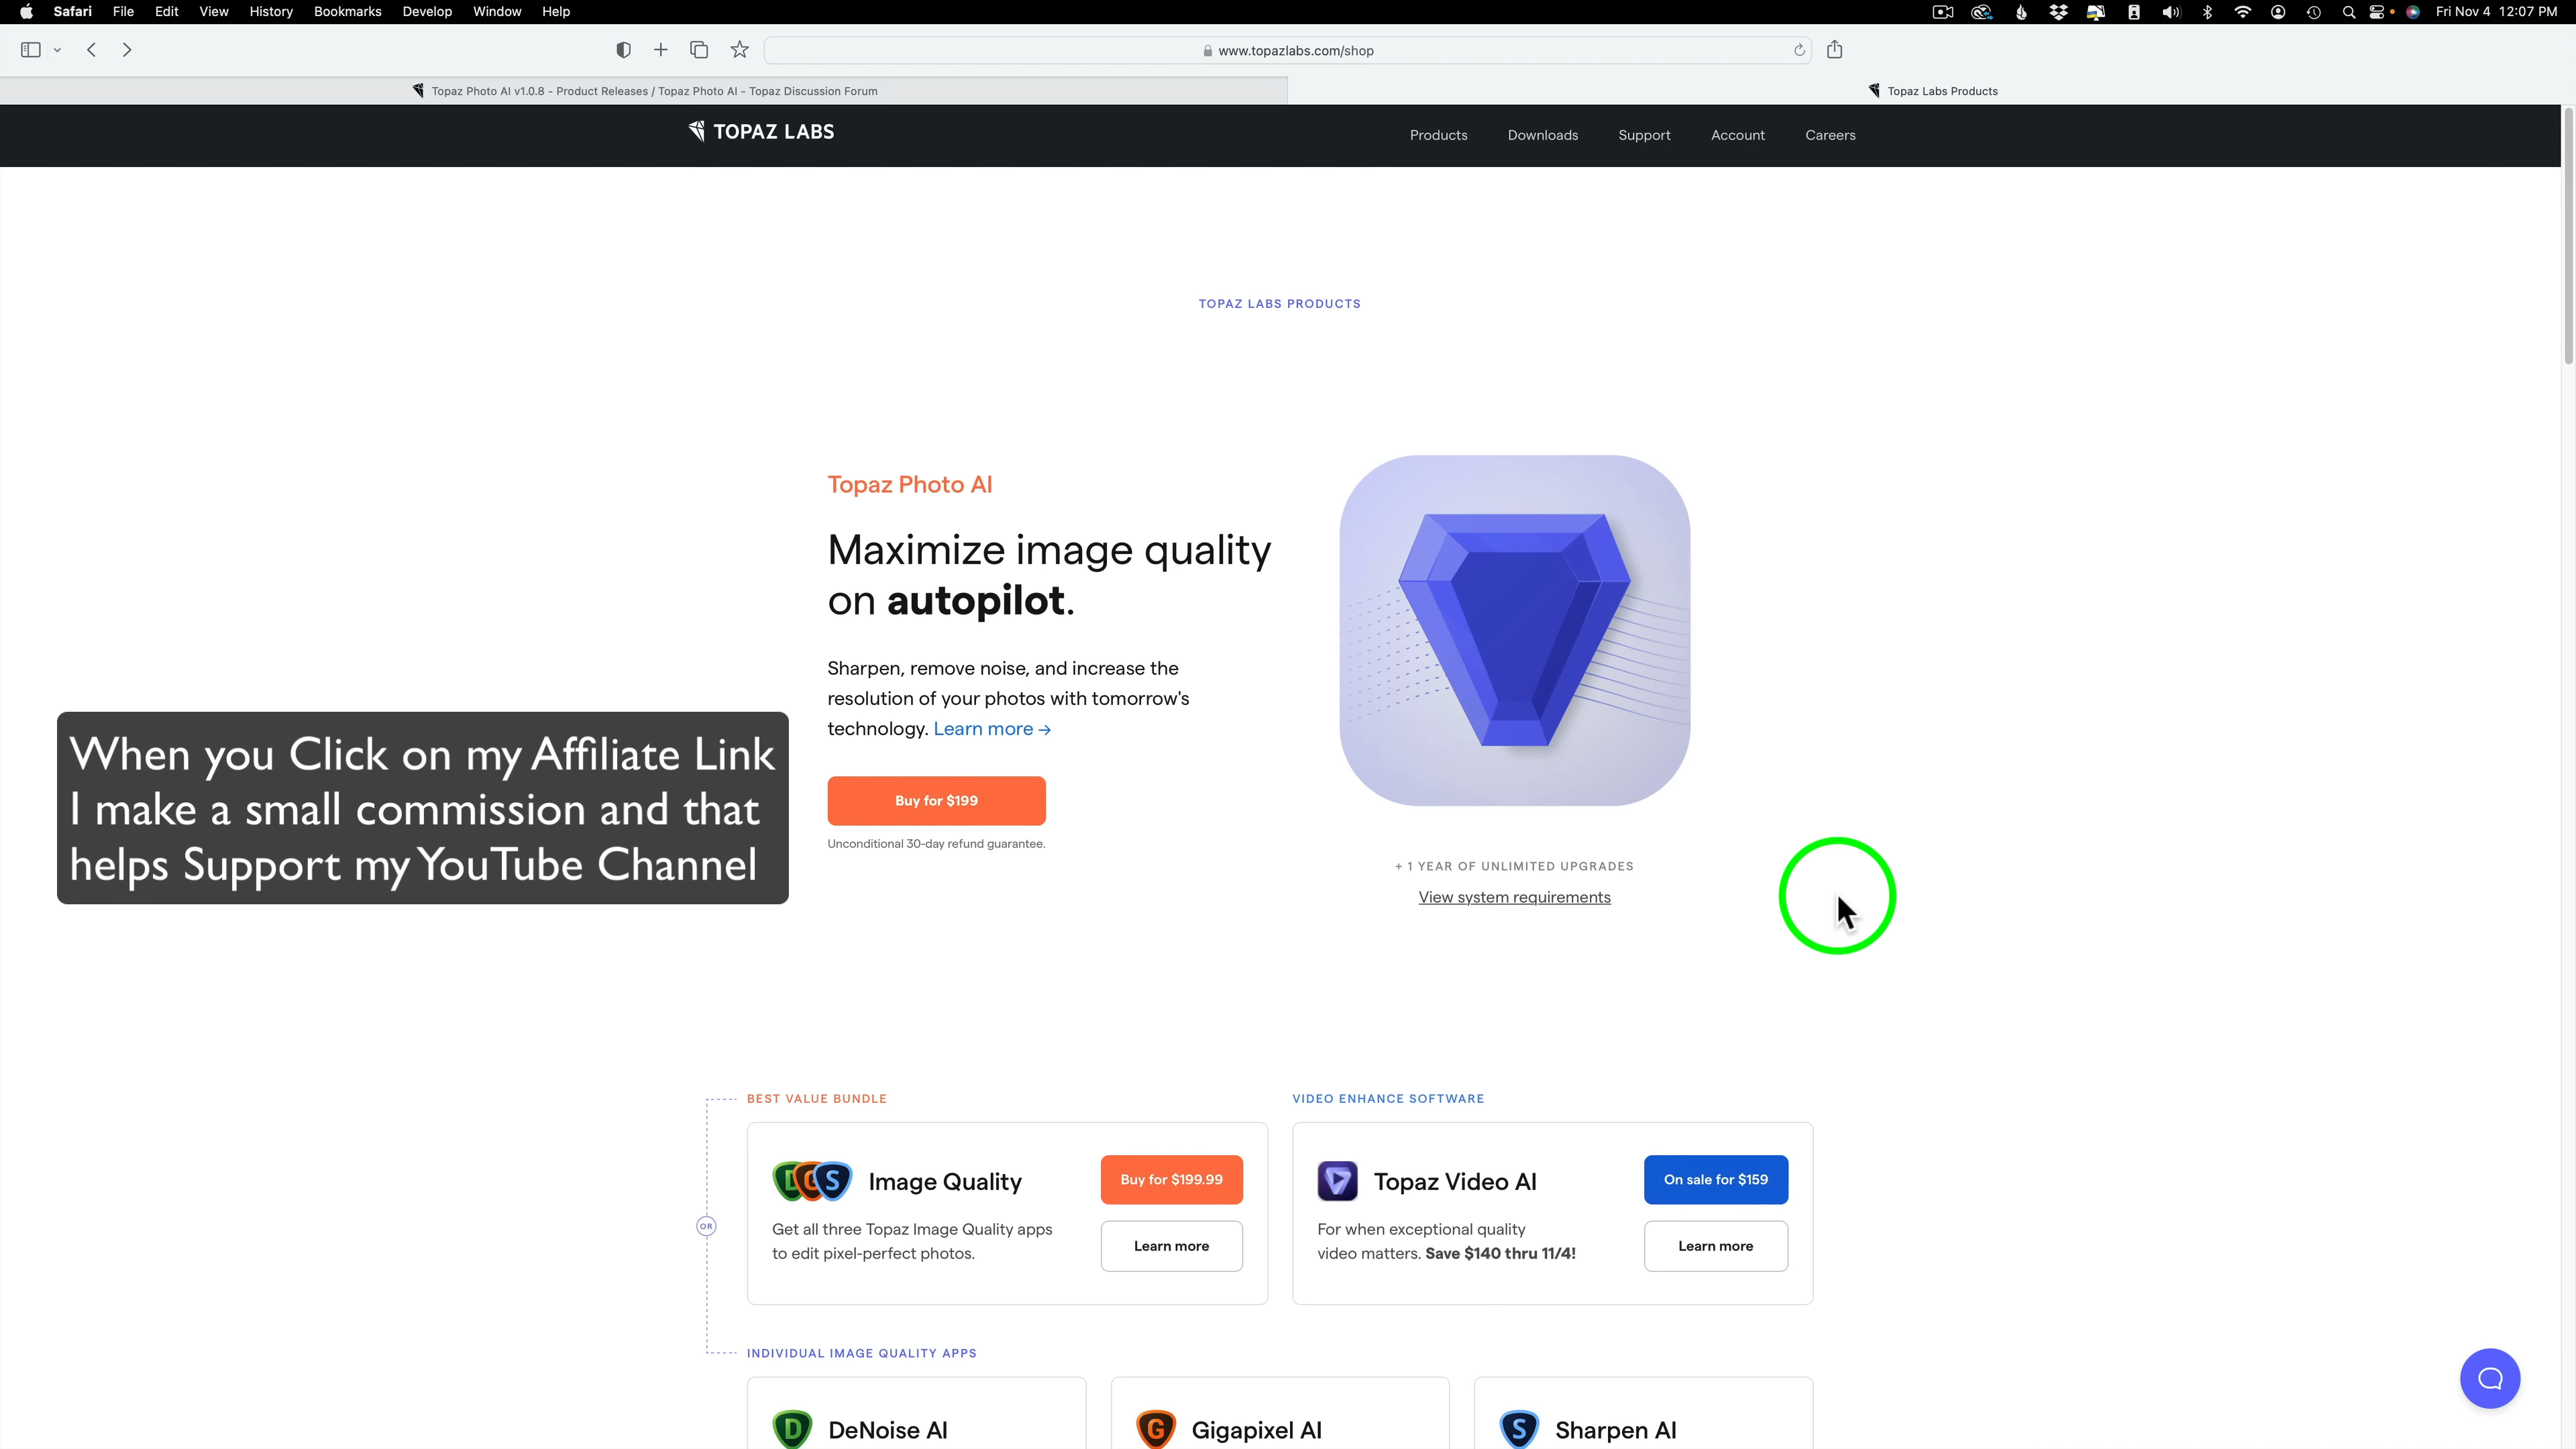 Safari File Edit View History Bookmarks Develop Window Help Fri Nov 4 12:07 PM
www.topazlabs.com/shop
Topaz Photo AI v1.0.8 - Product Releases / Topaz Photo AI - Topaz Discussion Forum
Topaz Labs Products
TOPAZ LABS
Products Downloads Support Account Careers
TOPAZ LABS PRODUCTS
Topaz Photo AI
Maximize image quality
on autopilot.
Sharpen, remove noise, and increase the
resolution of your photos with tomorrow's
technology. Learn more →
Buy for $199
Unconditional 30-day refund guarantee.
+ 1 YEAR OF UNLIMITED UPGRADES
View system requirements
When you Click on my Affiliate Link
I make a small commission and that
helps Support my YouTube Channel
BEST VALUE BUNDLE
DGS Image Quality
Buy for $199.99
Get all three Topaz Image Quality apps
to edit pixel-perfect photos.
Learn more
VIDEO ENHANCE SOFTWARE
Topaz Video AI
On sale for $159
For when exceptional quality
video matters. Save $140 thru 11/4!
Learn more
OR
INDIVIDUAL IMAGE QUALITY APPS
D DeNoise AI
G Gigapixel AI
S Sharpen AI